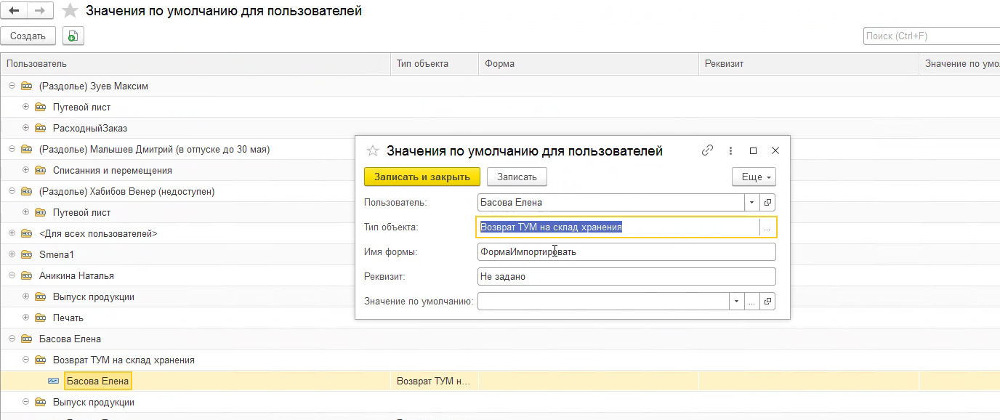 Значения по умолчанию для пользователей
Создать
Поиск (Ctrl+F)
Пользователь Тип объекта Форма Реквизит Значение по умо
(Раздолье) Зуев Максим
Путевой лист
РасходныйЗаказ
(Раздолье) Малышев Дмитрий (в отпуске до 30 мая)
Списанния и перемещения
(Раздолье) Хабибов Венер (недоступен)
Путевой лист
<Для всех пользователей>
Smena1
Аникина Наталья
Выпуск продукции
Печать
Басова Елена
Возврат ТУМ на склад хранения
Басова Елена Возврат ТУМ н...
Выпуск продукции
Значения по умолчанию для пользователей
Записать и закрыть Записать Еще
Пользователь: Басова Елена
Тип объекта: Возврат ТУМ на склад хранения ...
Имя формы: ФормаИмпортировать
Реквизит: Не задано
Значение по умолчанию: ...